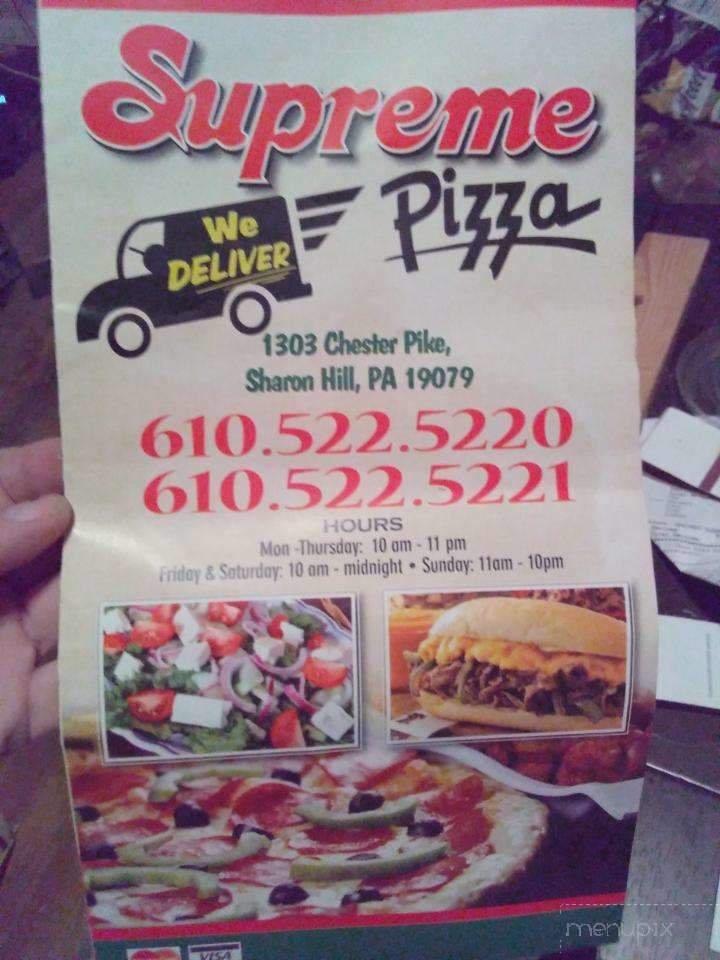 Supreme
Pizza
We
DELIVER
1303 Chester Pike,
Sharon Hill, PA 19079
610.522.5220
610.522.5221
HOURS
Mon -Thursday: 10 am - 11 pm
Friday & Saturday: 10 am - midnight • Sunday: 11am - 10pm
VISA
menupix